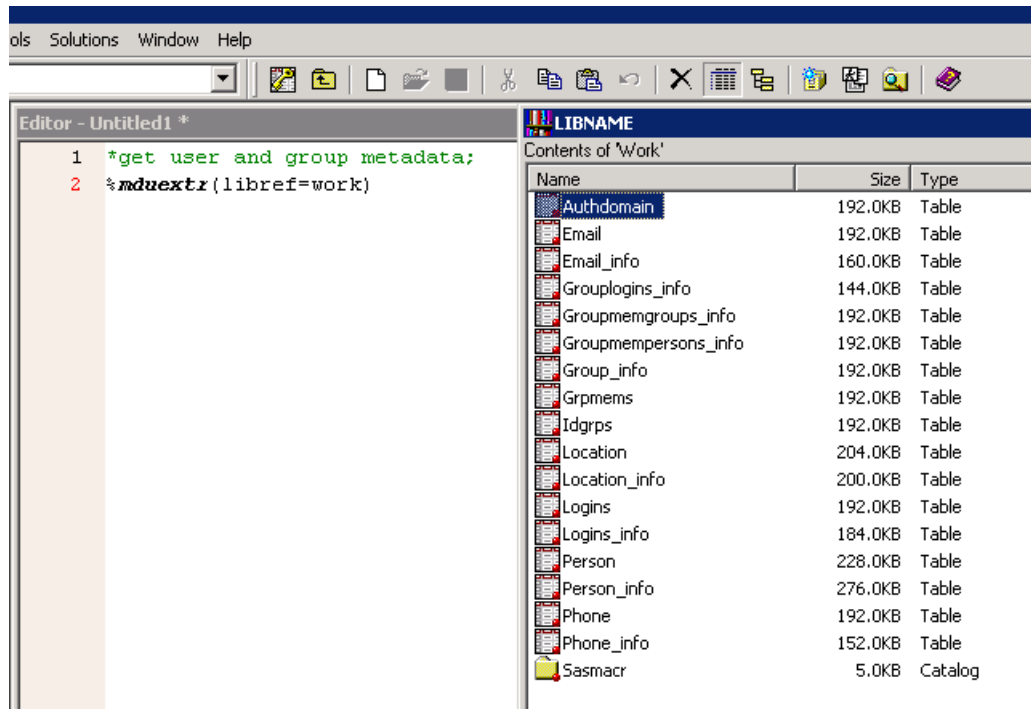 ols Solutions Window Help
Editor - Untitled1 *
1 *get user and group metadata;
2 %mduextr(libref=work)
LIBNAME
Contents of 'Work'
Name Size Type
Authdomain 192.0KB Table
Email 192.0KB Table
Email_info 160.0KB Table
Grouplogins_info 144.0KB Table
Groupmemgroups_info 192.0KB Table
Groupmempersons_info 192.0KB Table
Group_info 192.0KB Table
Grpmems 192.0KB Table
Idgrps 192.0KB Table
Location 204.0KB Table
Location_info 200.0KB Table
Logins 192.0KB Table
Logins_info 184.0KB Table
Person 228.0KB Table
Person_info 276.0KB Table
Phone 192.0KB Table
Phone_info 152.0KB Table
Sasmacr 5.0KB Catalog